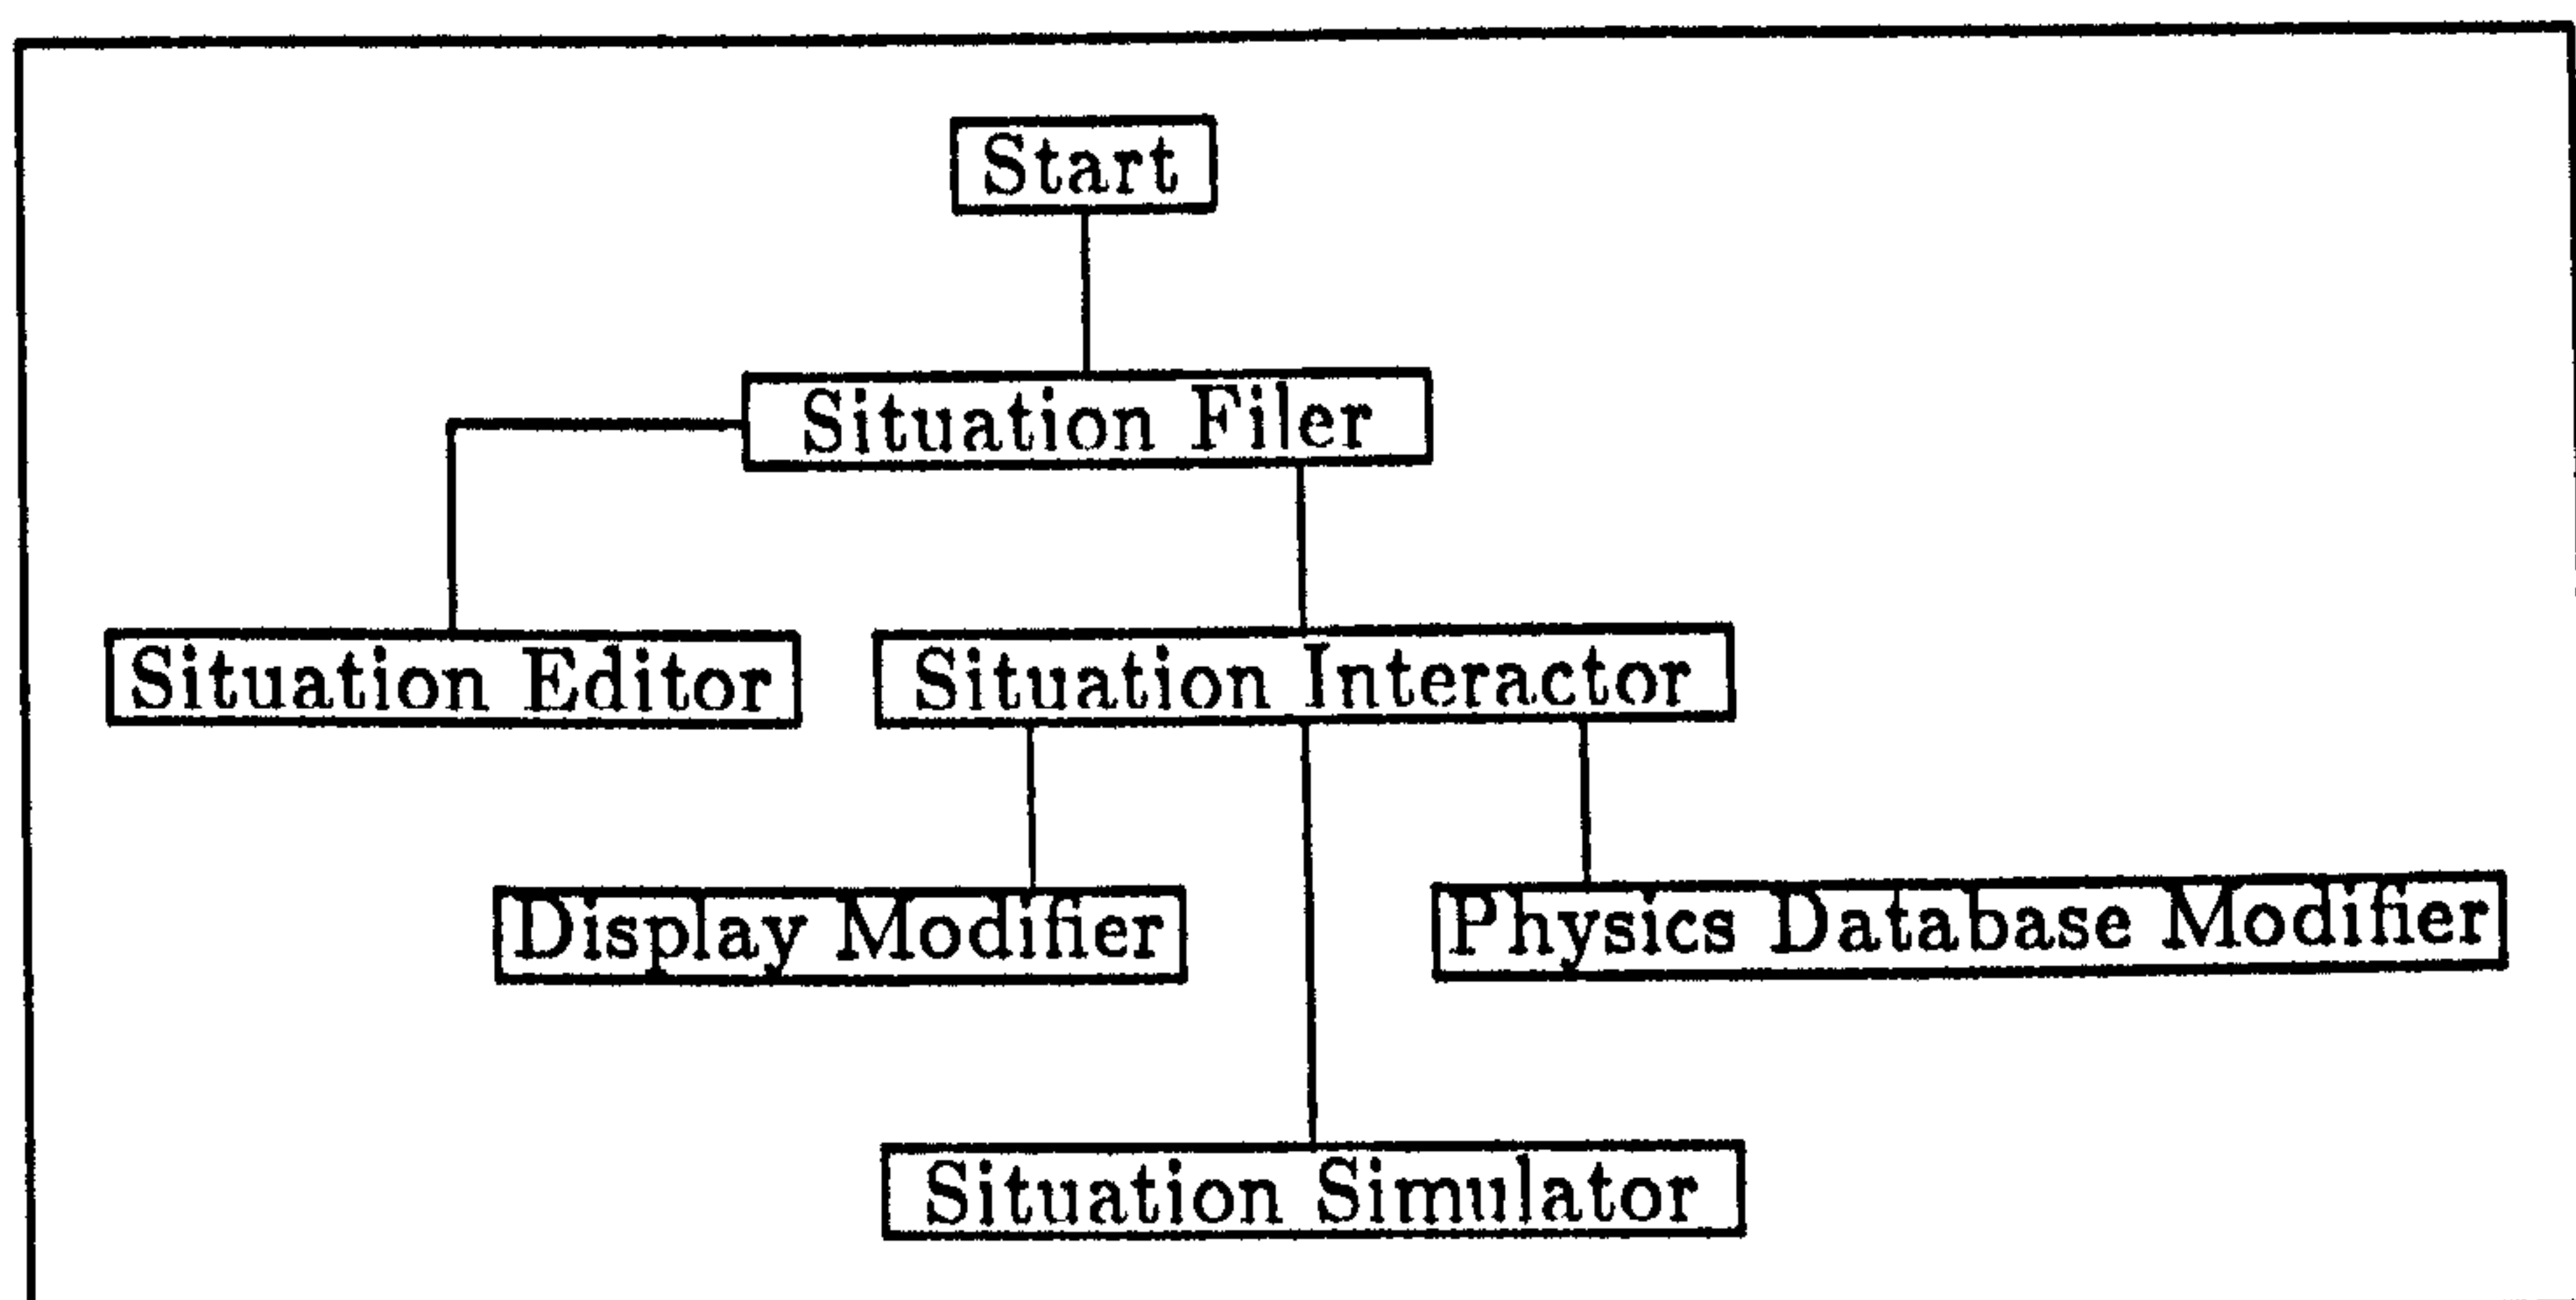 Start
Situation Filer
Situation Editor
Situation Interactor
Display Modifier
Physics Database Modifier
Situation Simulator